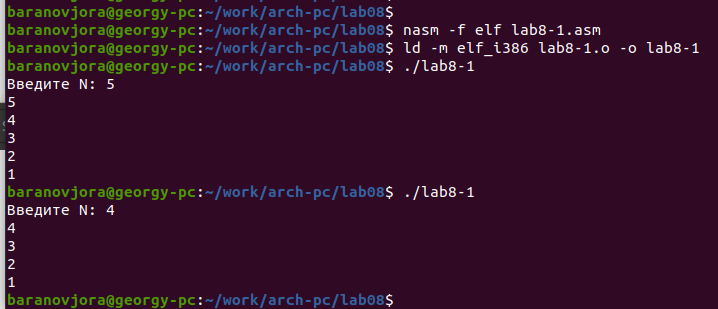 baranovjora@georgy-pc:~/work/arch-pc/lab08$
baranovjora@georgy-pc:~/work/arch-pc/lab08$ nasm -f elf lab8-1.asm
baranovjora@georgy-pc:~/work/arch-pc/lab08$ ld -m elf_i386 lab8-1.o -o lab8-1
baranovjora@georgy-pc:~/work/arch-pc/lab08$ ./lab8-1
Введите N: 5
5
4
3
2
1
baranovjora@georgy-pc:~/work/arch-pc/lab08$ ./lab8-1
Введите N: 4
4
3
2
1
baranovjora@georgy-pc:~/work/arch-pc/lab08$